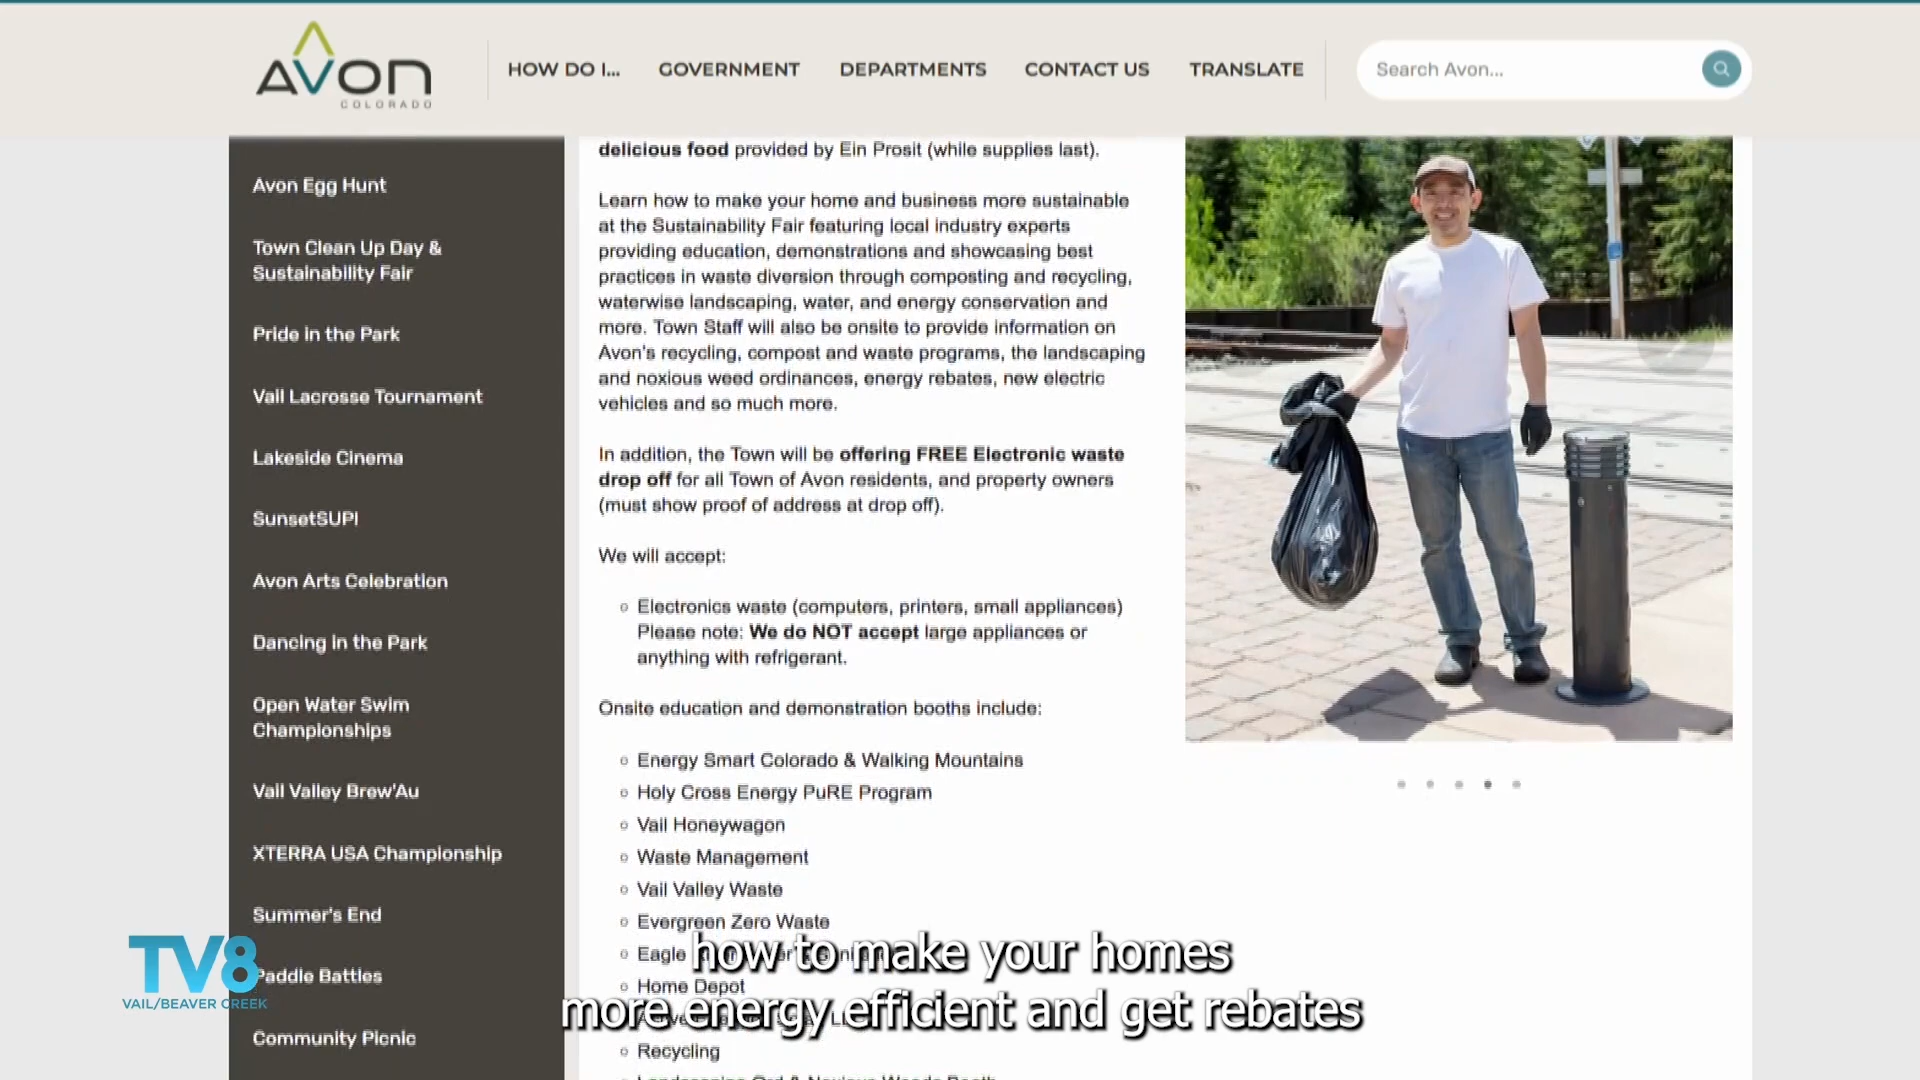 AVON
COLORADO
HOW DO I...
GOVERNMENT
DEPARTMENTS
CONTACT US
TRANSLATE
Search Avon...
Avon Egg Hunt
Town Clean Up Day &
Sustainability Fair
Pride in the Park
Vail Lacrosse Tournament
Lakeside Cinema
SunsetSUP!
Avon Arts Celebration
Dancing in the Park
Open Water Swim
Championships
Vail Valley Brew'Au
XTERRA USA Championship
Summer's End
Paddle Battles
Community Picnic
delicious food provided by Ein Prosit (while supplies last).
Learn how to make your home and business more sustainable
at the Sustainability Fair featuring local industry experts
providing education, demonstrations and showcasing best
practices in waste diversion through composting and recycling,
waterwise landscaping, water, and energy conservation and
more. Town Staff will also be onsite to provide information on
Avon's recycling, compost and waste programs, the landscaping
and noxious weed ordinances, energy rebates, new electric
vehicles and so much more.
In addition, the Town will be offering FREE Electronic waste
drop off for all Town of Avon residents, and property owners
(must show proof of address at drop off).
We will accept:
Electronics waste (computers, printers, small appliances)
Please note: We do NOT accept large appliances or
anything with refrigerant.
Onsite education and demonstration booths include:
Energy Smart Colorado & Walking Mountains
Holy Cross Energy PuRE Program
Vail Honeywagon
Waste Management
Vail Valley Waste
Evergreen Zero Waste
Eagle
Home Depot
Recycling
TV8
VAIL/BEAVER CREEK
how to make your homes
more energy efficient and get rebates